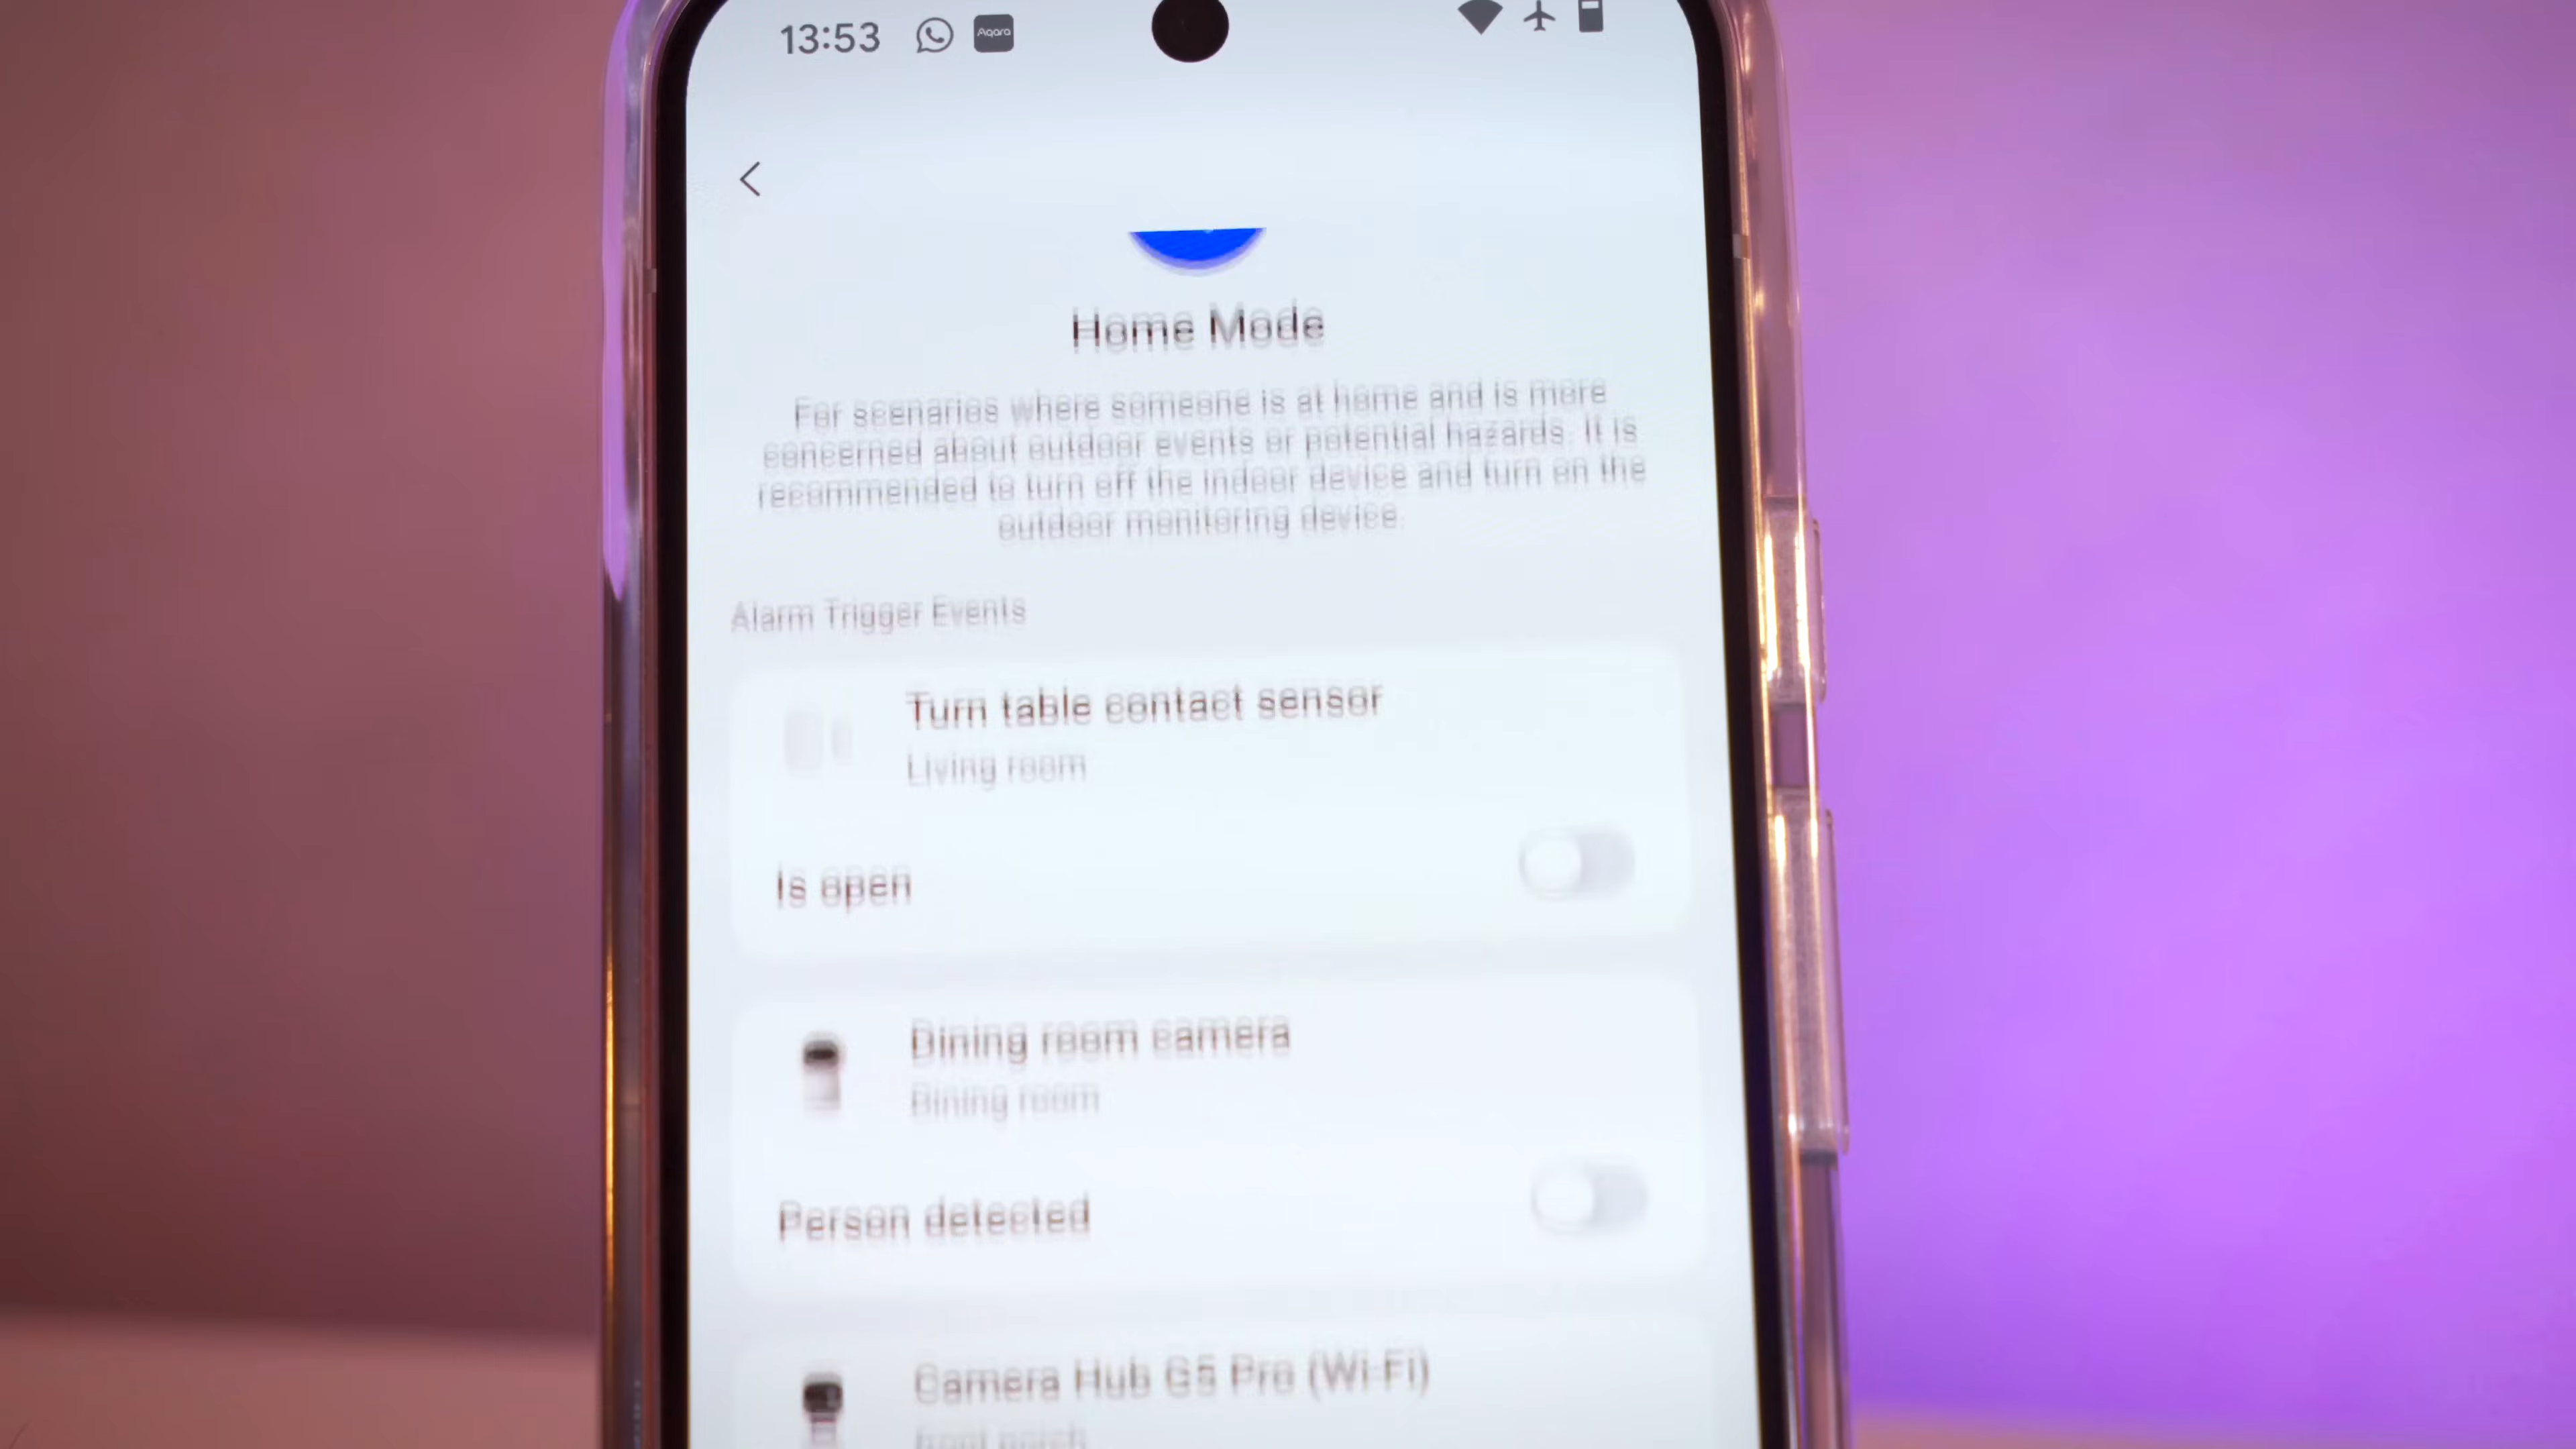 13:53
Aqara
Home Mode
For scenarios where someone is at home and is more
concerned about outdoor events or potential hazards. It is
recommended to turn off the indoor device and turn on the
outdoor monitoring device.
Alarm Trigger Events
Turn table contact sensor
Living room
Is open
Dining room camera
Dining room
Person detected
Camera Hub G5 Pro (Wi-Fi)
front porch